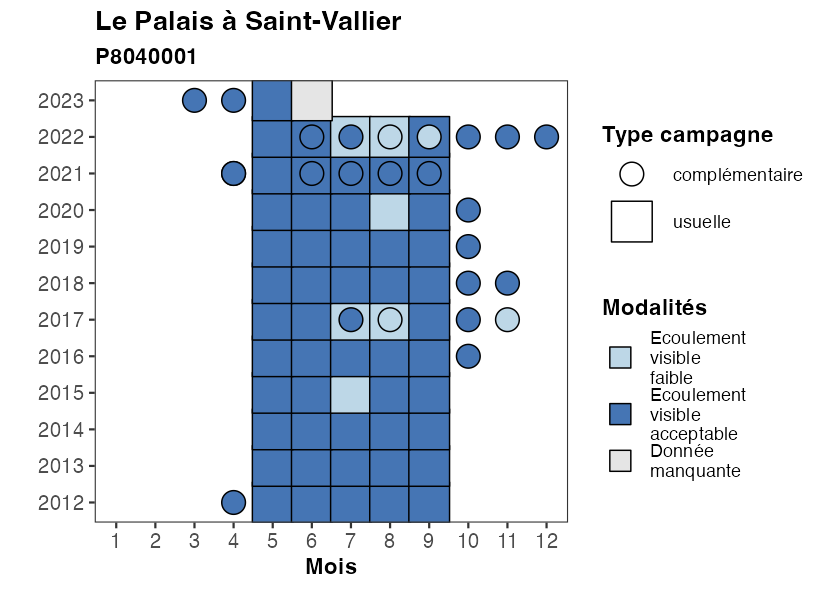 Le Palais à Saint-Vallier
P8040001
2023
2022
2021
2020
2019
2018
2017
2016
2015
2014
2013
2012
1 2 3 4 5 6 7 8 9 10 11 12
Mois
Type campagne
complémentaire
usuelle
Modalités
Ecoulement
visible
faible
Ecoulement
visible
acceptable
Donnée
manquante